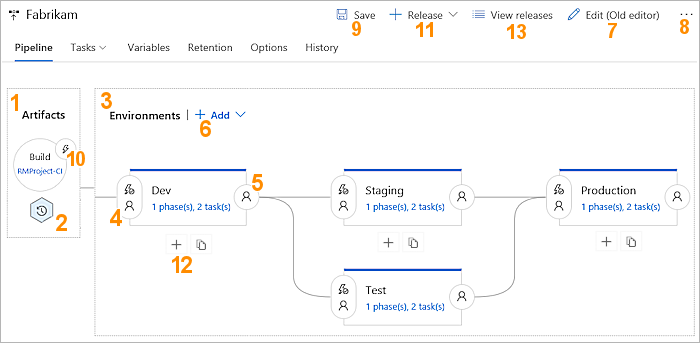 Fabrikam
Save
Release
View releases
Edit (Old editor)
...
9
11
13
7
8
Pipeline
Tasks
Variables
Retention
Options
History
1
Artifacts
3
Environments | + Add
6
10
Build
RMProject-CI
2
Dev
1 phase(s), 2 task(s)
4
5
12
Staging
1 phase(s), 2 task(s)
Production
1 phase(s), 2 task(s)
Test
1 phase(s), 2 task(s)